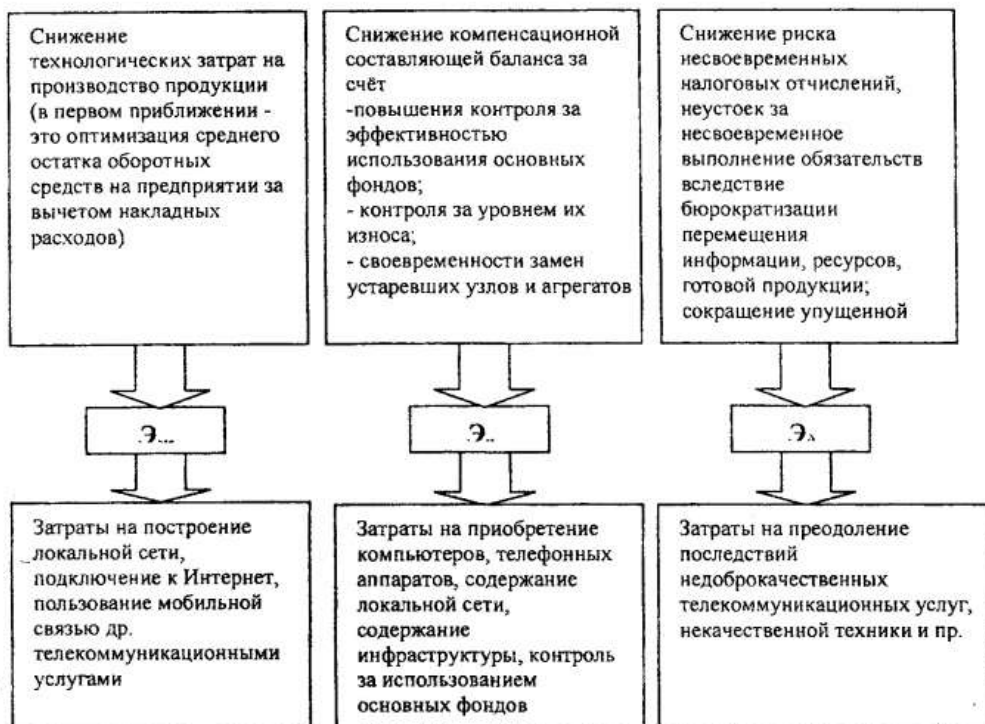 Снижение
технологических затрат на
производство продукции
(в первом приближении -
это оптимизация среднего
остатка оборотных
средств на предприятии за
вычетом накладных
расходов)
Снижение компенсационной
составляющей баланса за
счёт
-повышения контроля за
эффективностью
использования основных
фондов;
- контроля за уровнем их
износа;
- своевременности замен
устаревших узлов и агрегатов
Снижение риска
несвоевременных
налоговых отчислений,
неустоек за
несвоевременное
выполнение обязательств
вследствие
бюрократизации
перемещения
информации, ресурсов,
готовой продукции;
сокращение упущенной
Э
Э
Э
Затраты на построение
локальной сети,
подключение к Интернет,
пользование мобильной
связью др.
телекоммуникационными
услугами
Затраты на приобретение
компьютеров, телефонных
аппаратов, содержание
локальной сети,
содержание
инфраструктуры, контроль
за использованием
основных фондов
Затраты на преодоление
последствий
недоброкачественных
телекоммуникационных услуг,
некачественной техники и пр.